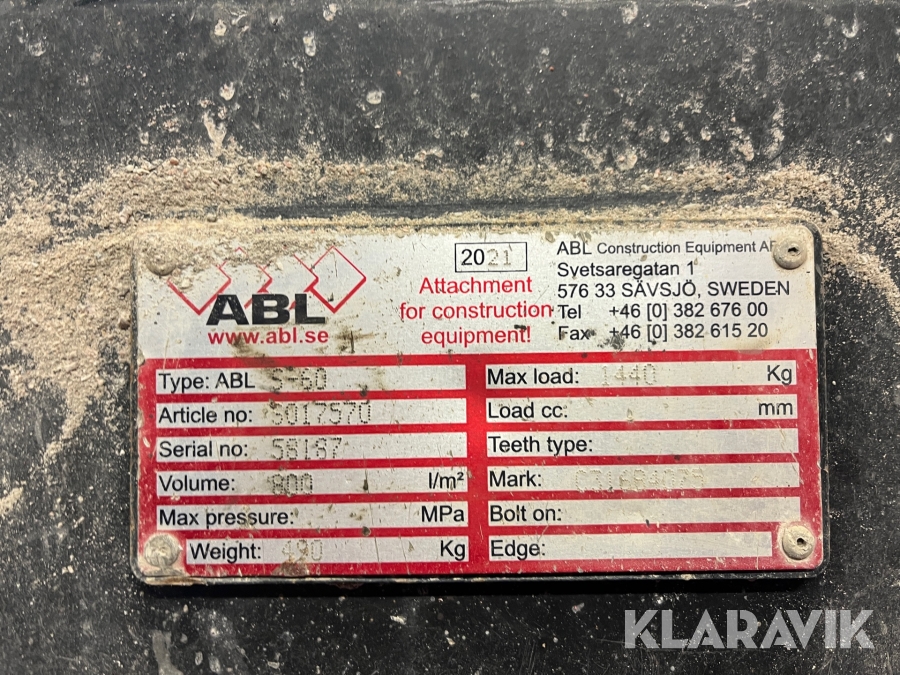 ABL
www.abl.se
2021
Attachment
for construction
equipment!
ABL Construction Equipment AB
Syetsaregatan 1
576 33 SÄVSJÖ, SWEDEN
Tel +46 [0] 382 676 00
Fax +46 [0] 382 615 20
Type: ABL S-60
Article no: S017570
Serial no: 58187
Volume: 800 l/m²
Max pressure: MPa
Weight: 490 Kg
Max load: 1440 Kg
Load cc: mm
Teeth type:
Mark:
Bolt on:
Edge:
KLARAVIK